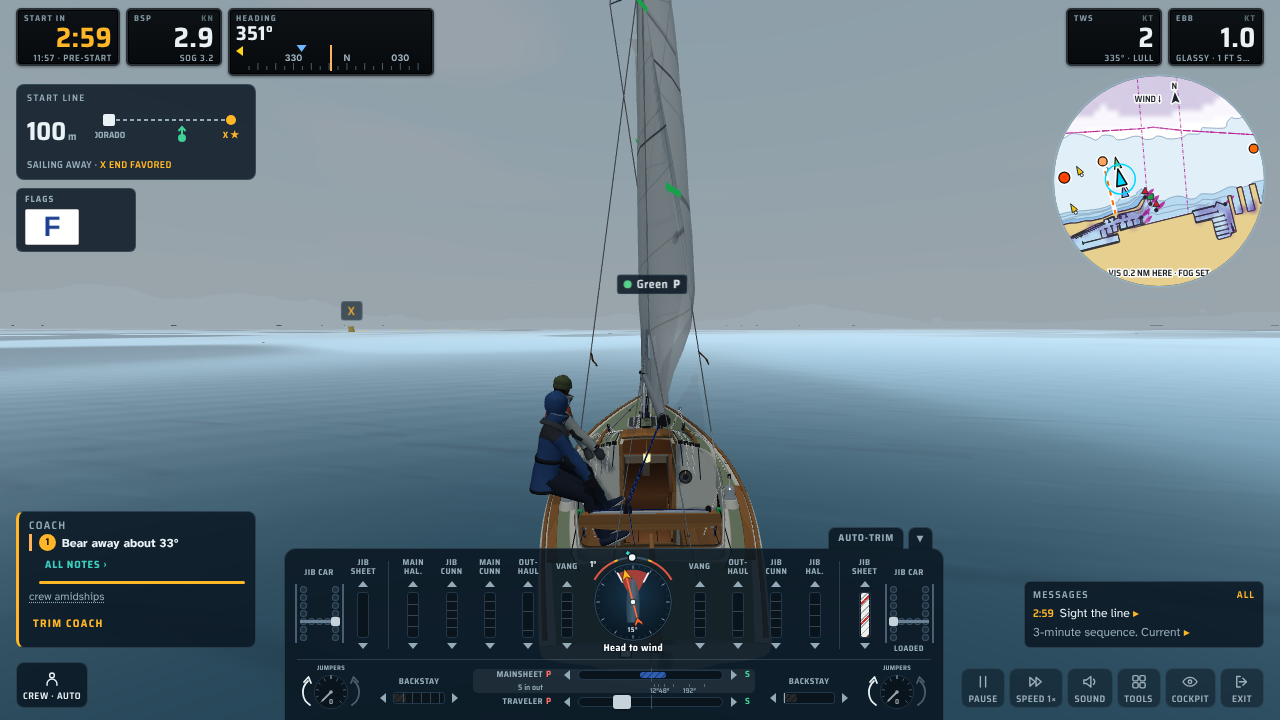 START IN
2:59
11:57 · PRE-START
BSP KN
2.9
SOG 3.2
HEADING
351°
330 N 030
TWS KT
2
335° · LULL
EBB KT
1.0
GLASSY · 1 FT S…
START LINE
100 m
X ★
SAILING AWAY · X END FAVORED
FLAGS
F
WIND ↓ N
VIS 0.2 NM HERE · FOG SET
Green P
X
COACH
1 Bear away about 33°
ALL NOTES ›
crew amidships
TRIM COACH
CREW · AUTO
AUTO-TRIM ▼
JIB CAR
JIB SHEET
MAIN HAL.
JIB CUNN
MAIN CUNN
OUT-HAUL
VANG
1°
15°
Head to wind
VANG
OUT-HAUL
JIB CUNN
JIB HAL.
JIB SHEET
JIB CAR
LOADED
JUMPERS
0
BACKSTAY
MAINSHEET P S
5 in out
TRAVELER P S
BACKSTAY
JUMPERS
0
MESSAGES ALL
2:59 Sight the line ▸
3-minute sequence. Current ▸
PAUSE
SPEED 1×
SOUND
TOOLS
COCKPIT
EXIT